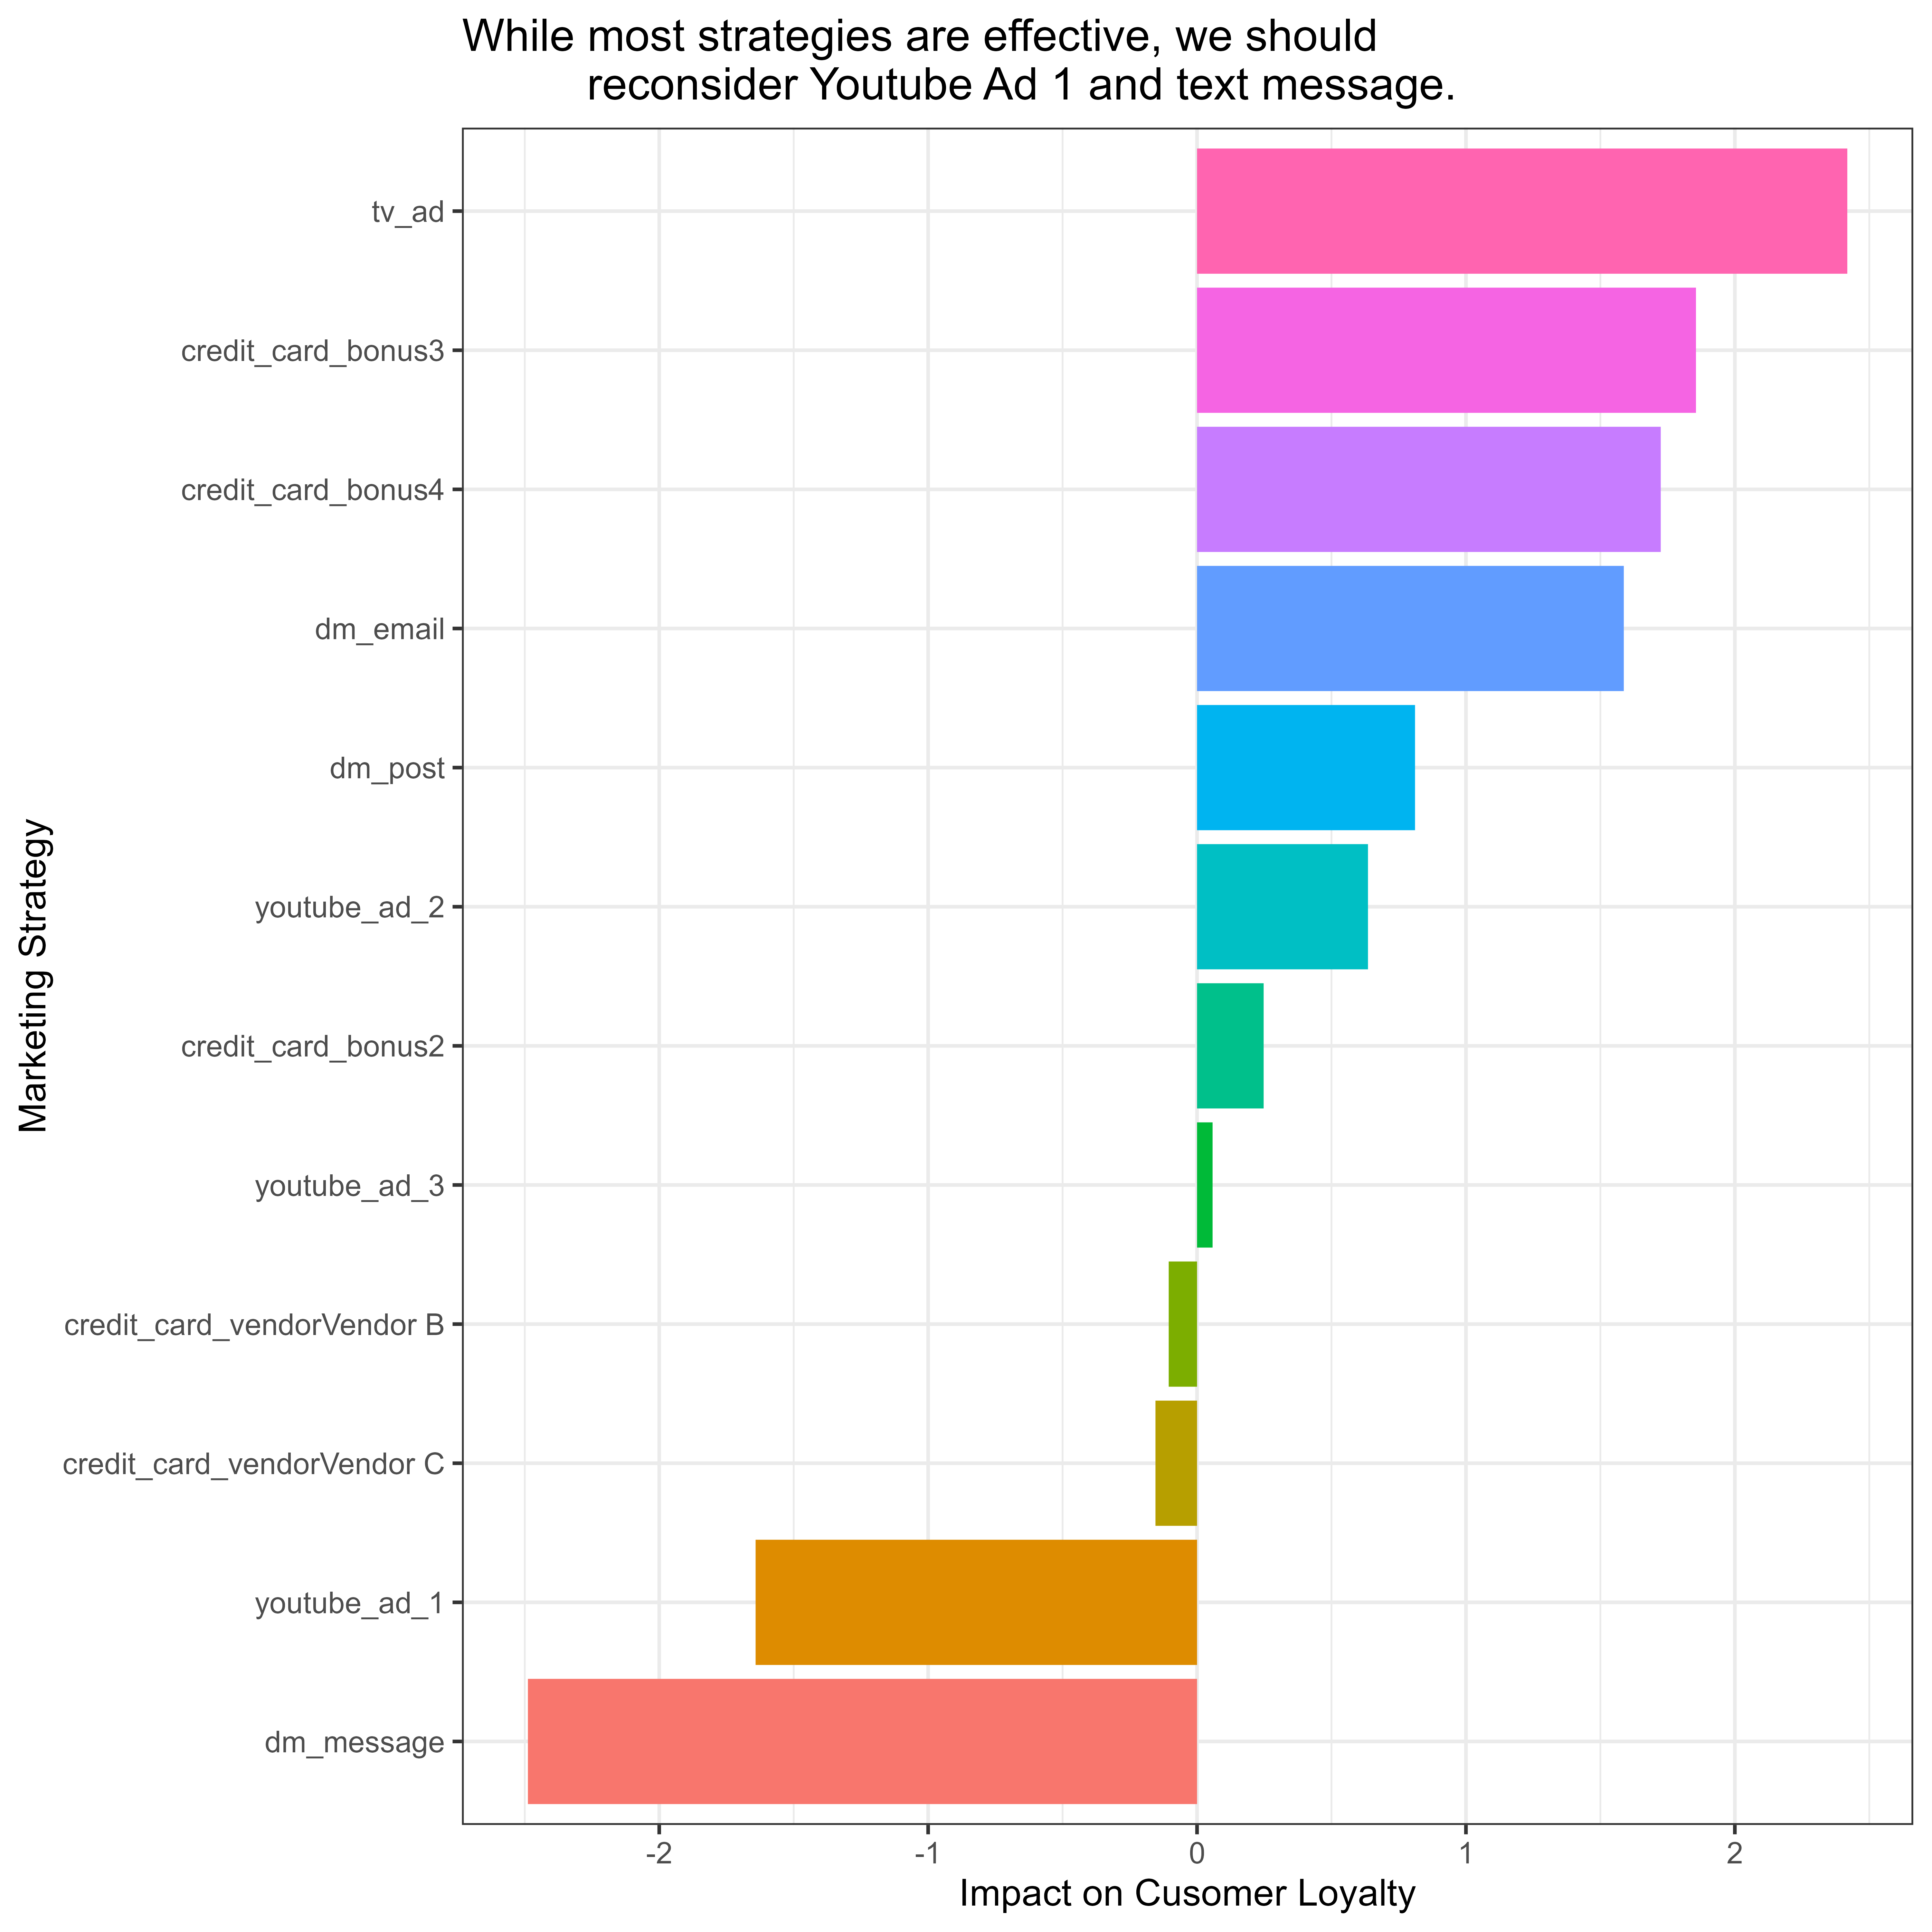 While most strategies are effective, we should
reconsider Youtube Ad 1 and text message.
tv_ad
credit_card_bonus3
credit_card_bonus4
dm_email
dm_post
youtube_ad_2
credit_card_bonus2
youtube_ad_3
credit_card_vendorVendor B
credit_card_vendorVendor C
youtube_ad_1
dm_message
Marketing Strategy
-2 -1 0 1 2
Impact on Cusomer Loyalty